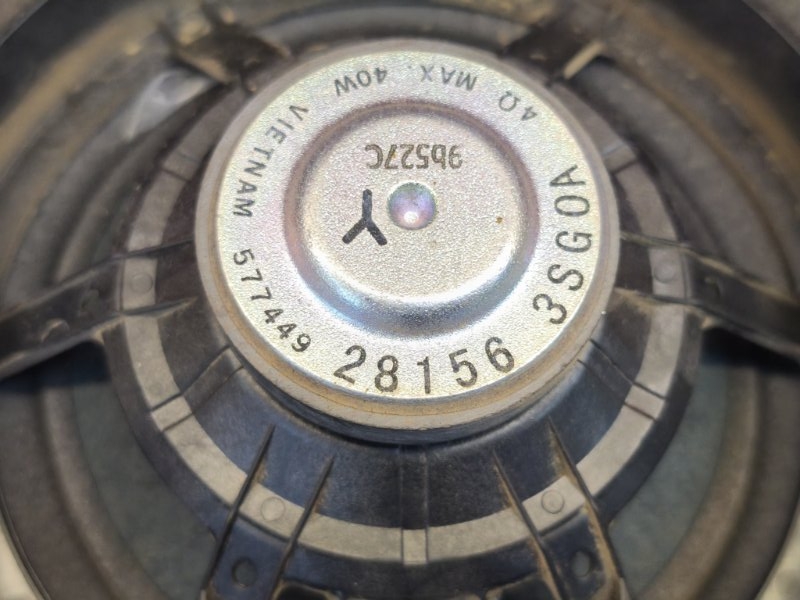 28156 3SG0A
4Ω MAX. 40W VIETNAM 577449
9b527C
Y